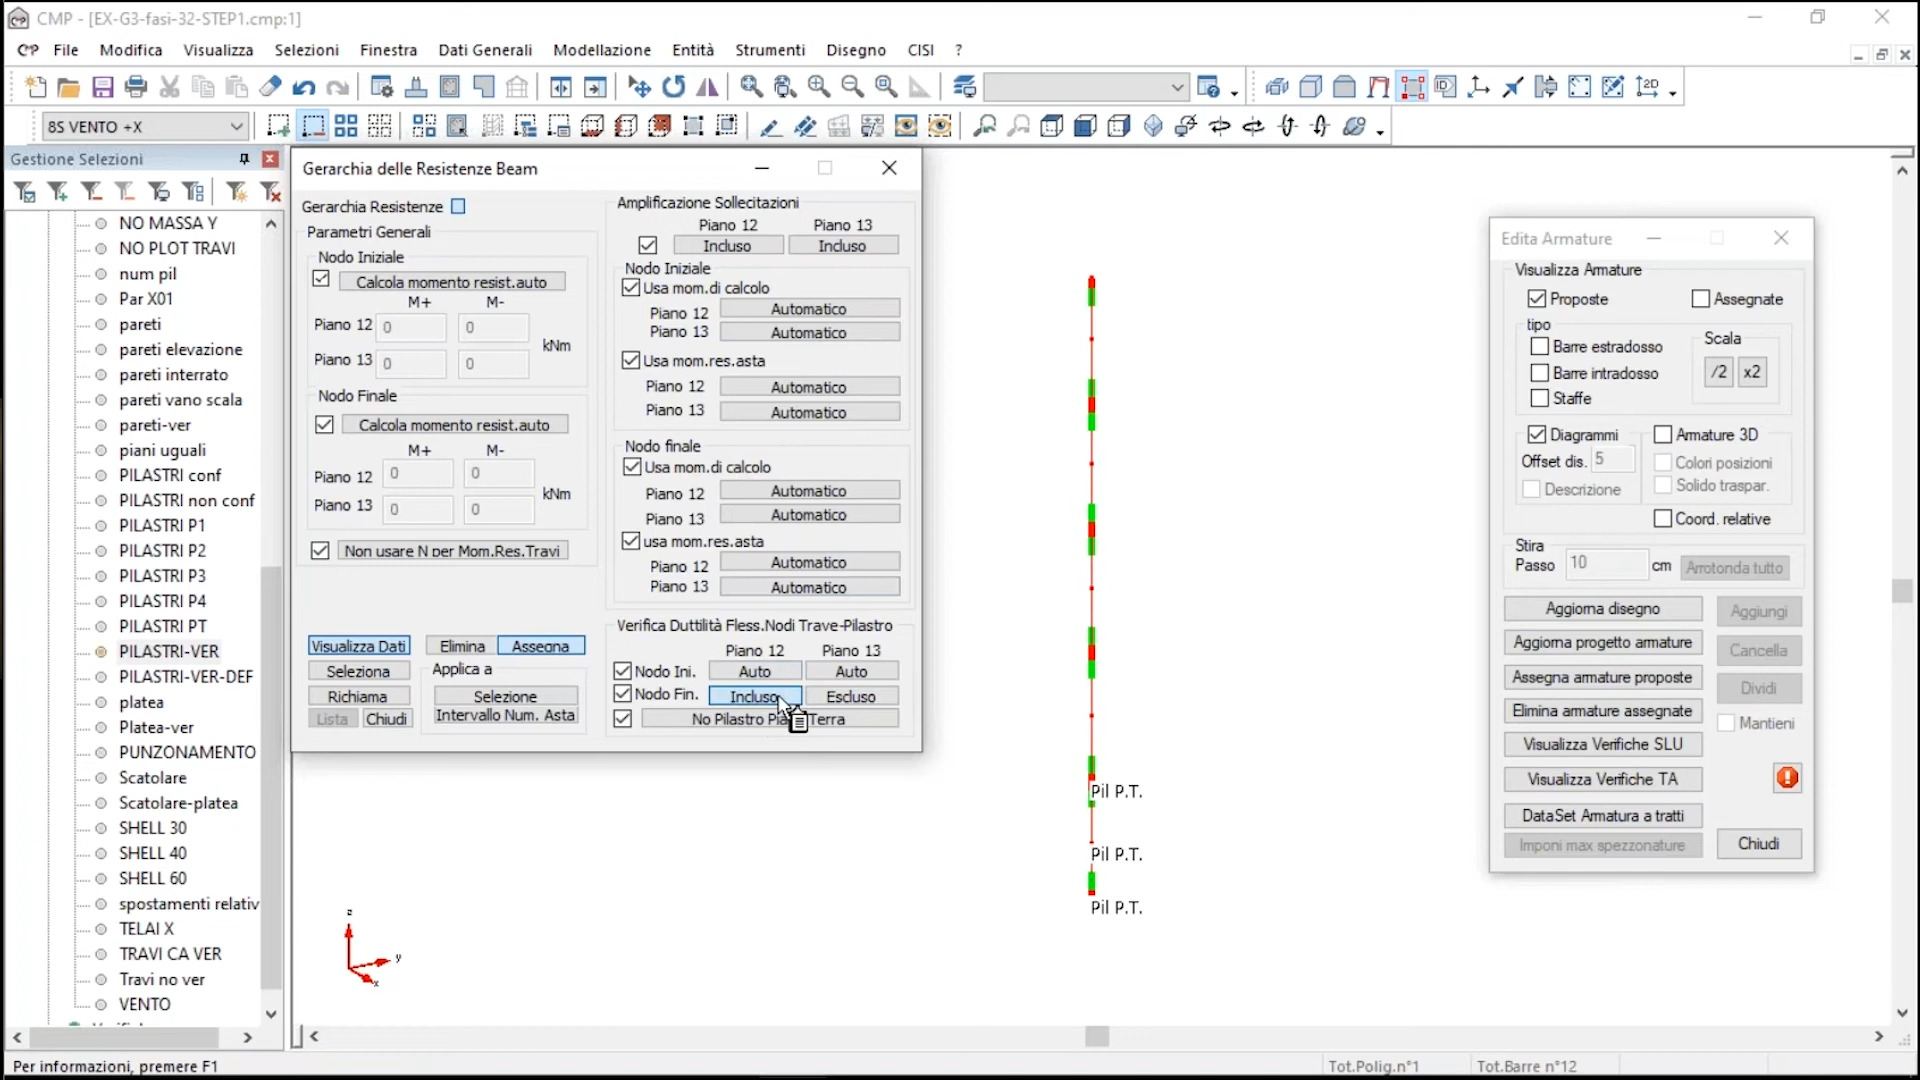 CMP - [EX-G3-fasi-32-STEP1.cmp:1]
File Modifica Visualizza Selezioni Finestra Dati Generali Modellazione Entità Strumenti Disegno CISI ?
8S VENTO +X
Gestione Selezioni
NO MASSA Y
NO PLOT TRAVI
num pil
Par X01
pareti
pareti elevazione
pareti interrato
pareti vano scala
pareti-ver
piani uguali
PILASTRI conf
PILASTRI non conf
PILASTRI P1
PILASTRI P2
PILASTRI P3
PILASTRI P4
PILASTRI PT
PILASTRI-VER
PILASTRI-VER-DEF
platea
Platea-ver
PUNZONAMENTO
Scatolare
Scatolare-platea
SHELL 30
SHELL 40
SHELL 60
spostamenti relativ
TELAI X
TRAVI CA VER
Travi no ver
VENTO
Gerarchia delle Resistenze Beam
Gerarchia Resistenze
Parametri Generali
Nodo Iniziale
Calcola momento resist.auto
M+ M-
Piano 12 0 0
kNm
Piano 13 0 0
Nodo Finale
Calcola momento resist.auto
M+ M-
Piano 12 0 0
kNm
Piano 13 0 0
Non usare N per Mom.Res.Travi
Visualizza Dati Elimina Assegna
Seleziona Applica a
Richiama Selezione
Lista Chiudi Intervallo Num. Asta
Amplificazione Sollecitazioni
Piano 12 Piano 13
Incluso Incluso
Nodo Iniziale
Usa mom.di calcolo
Piano 12 Automatico
Piano 13 Automatico
Usa mom.res.asta
Piano 12 Automatico
Piano 13 Automatico
Nodo finale
Usa mom.di calcolo
Piano 12 Automatico
Piano 13 Automatico
usa mom.res.asta
Piano 12 Automatico
Piano 13 Automatico
Verifica Duttilità Fless.Nodi Trave-Pilastro
Piano 12 Piano 13
Nodo Ini. Auto Auto
Nodo Fin. Incluso Escluso
No Pilastro Pia Terra
Pil P.T.
Pil P.T.
Pil P.T.
z
y
x
Edita Armature
Visualizza Armature
Proposte Assegnate
tipo
Barre estradosso
Barre intradosso
Staffe
Scala
/2 x2
Diagrammi Armature 3D
Offset dis. 5 Colori posizioni
Descrizione Solido traspar.
Coord. relative
Stira
Passo 10 cm Arrotonda tutto
Aggiorna disegno Aggiungi
Aggiorna progetto armature Cancella
Assegna armature proposte Dividi
Elimina armature assegnate Mantieni
Visualizza Verifiche SLU
Visualizza Verifiche TA
DataSet Armatura a tratti
Imponi max spezzonature Chiudi
Per informazioni, premere F1 Tot.Polig.n°1 Tot.Barre n°12